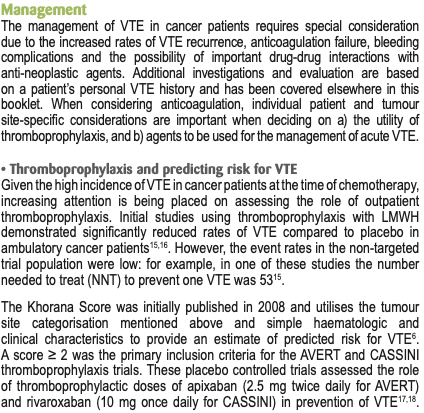 Management
The management of VTE in cancer patients requires special consideration
due to the increased rates of VTE recurrence, anticoagulation failure, bleeding
complications and the possibility of important drug-drug interactions with
anti-neoplastic agents. Additional investigations and evaluation are based
on a patient's personal VTE history and has been covered elsewhere in this
booklet. When considering anticoagulation, individual patient and tumour
site-specific considerations are important when deciding on a) the utility of
thromboprophylaxis, and b) agents to be used for the management of acute VTE.
• Thromboprophylaxis and predicting risk for VTE
Given the high incidence of VTE in cancer patients at the time of chemotherapy,
increasing attention is being placed on assessing the role of outpatient
thromboprophylaxis. Initial studies using thromboprophylaxis with LMWH
demonstrated significantly reduced rates of VTE compared to placebo in
ambulatory cancer patients15,16. However, the event rates in the non-targeted
trial population were low: for example, in one of these studies the number
needed to treat (NNT) to prevent one VTE was 5315.
The Khorana Score was initially published in 2008 and utilises the tumour
site categorisation mentioned above and simple haematologic and
clinical characteristics to provide an estimate of predicted risk for VTE6.
A score ≥ 2 was the primary inclusion criteria for the AVERT and CASSINI
thromboprophylaxis trials. These placebo controlled trials assessed the role
of thromboprophylactic doses of apixaban (2.5 mg twice daily for AVERT)
and rivaroxaban (10 mg once daily for CASSINI) in prevention of VTE17,18.